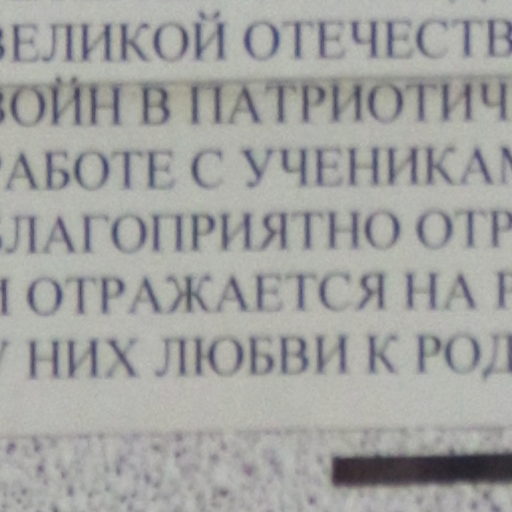 ВЕЛИКОЙ ОТЕЧЕСТВ
ВОЙН В ПАТРИОТИЧ
РАБОТЕ С УЧЕНИКАМ
БЛАГОПРИЯТНО ОТР
И ОТРАЖАЕТСЯ НА Р
У НИХ ЛЮБВИ К РОД